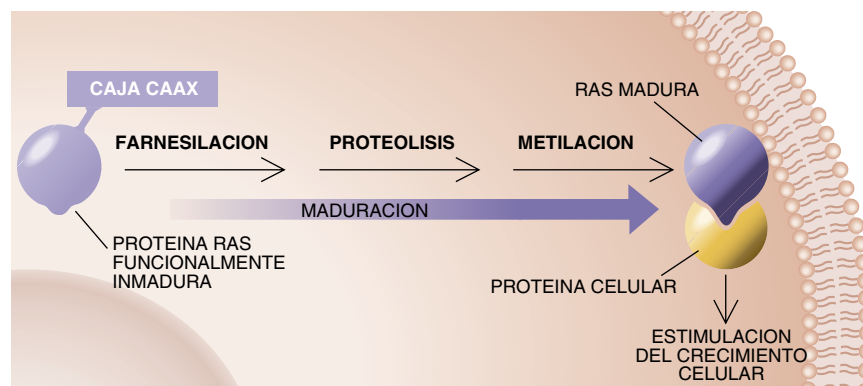 CAJA CAAX
FARNESILACION
PROTEOLISIS
METILACION
RAS MADURA
MADURACION
PROTEINA RAS
FUNCIONALMENTE
INMADURA
PROTEINA CELULAR
ESTIMULACION
DEL CRECIMIENTO
CELULAR